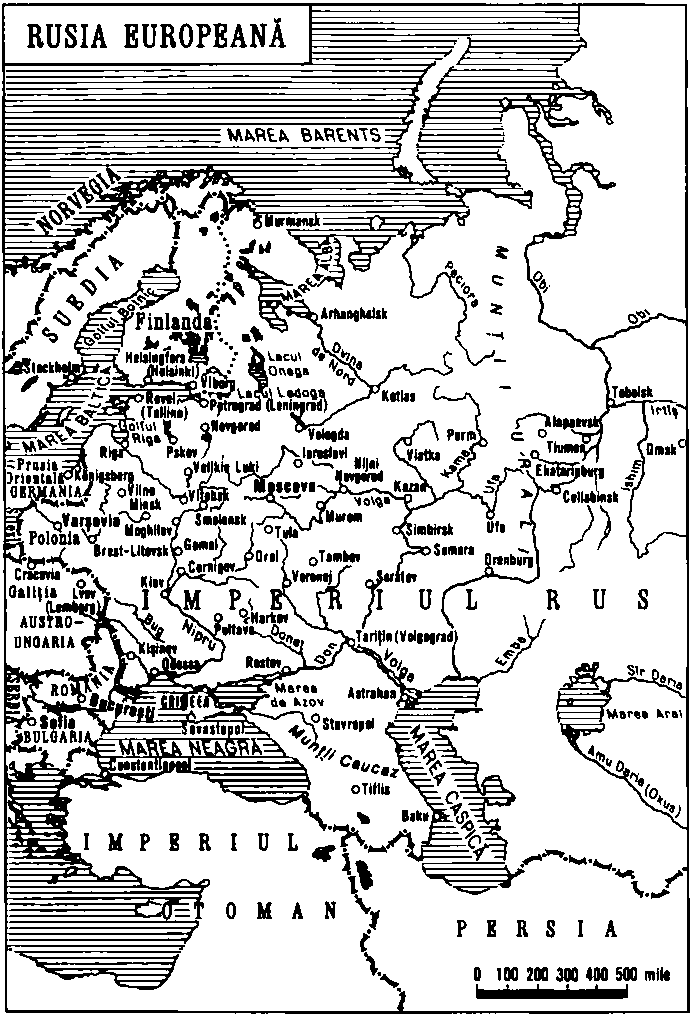 RUSIA EUROPEANĂ
MAREA BARENTS
NORVEGIA
Murmansk
SUEDIA
MAREA ALBĂ
Peciora
MUNȚII
URALI
Obi
Obi
Golful Botnic
Finlanda
Arhanghelsk
Dvina
de Nord
Stockholm
Helsingfors
(Helsinki)
Viborg
Lacul
Onega
Lacul Ladoga
Kotlas
Tobolsk
Irtîș
MAREA BALTICĂ
Revel
(Tallinn)
Petrograd (Leningrad)
Golful
Riga
Novgorod
Vologda
Alapaevsk
Riga
Pskov
Iaroslavl
Viatka
Perm
Kama
Tiumen
Omsk
Prusia
Orientală
Königsberg
Velikie Luki
Nijni
Novgorod
Ekaterinburg
Ișhim
GERMANIA
Vilna
Vitebsk
Moscova
Volga
Kazan
Ufa
Celiabinsk
Minsk
Varșovia
Smolensk
Murom
Polonia
Moghilev
Tula
Simbirsk
Ufa
Brest-Litovsk
Gomel
Orel
Tambov
Samara
Orenburg
Cracovia
Cernigov
Voronej
Saratov
Galiția
Lvov
(Lemberg)
Kiev
IMPERIUL RUS
AUSTRO-
UNGARIA
Bug
Nipru
Harkov
Poltava
Doneț
Don
Țarițin (Volgograd)
Volga
Emba
Kișinev
Odessa
Rostov
Sîr Daria
ROMÂNIA
București
CRIMEEA
Marea
de Azov
Astrahan
Marea Aral
SERBIA
Sofia
Sevastopol
Stavropol
BULGARIA
MAREA NEAGRĂ
Munții Caucaz
MAREA CASPICĂ
Amu Daria (Oxus)
Constantinopol
Tiflis
Baku
IMPERIUL
OTOMAN
PERSIA
0 100 200 300 400 500 mile